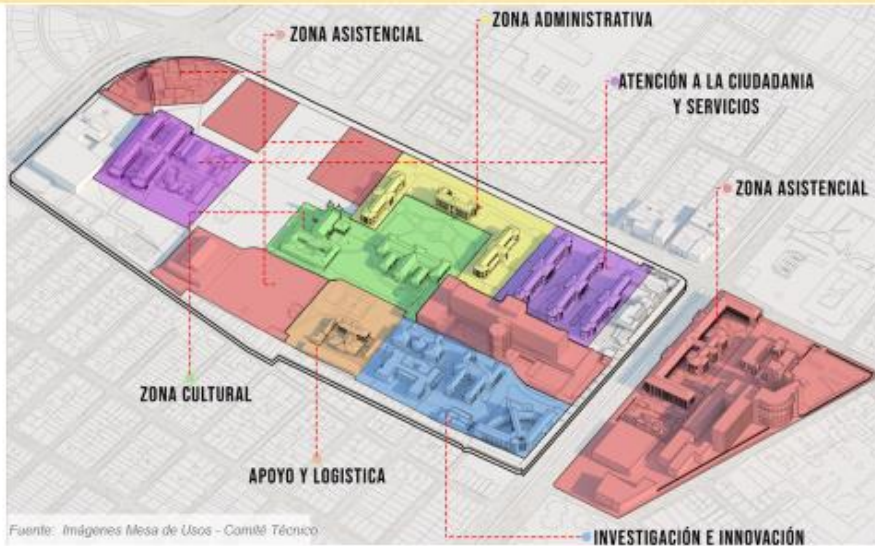 ZONA ASISTENCIAL
ZONA ADMINISTRATIVA
ATENCIÓN A LA CIUDADANIA
Y SERVICIOS
ZONA ASISTENCIAL
ZONA CULTURAL
APOYO Y LOGISTICA
Fuente: Imágenes Mesa de Usos - Comité Técnico
INVESTIGACIÓN E INNOVACIÓN